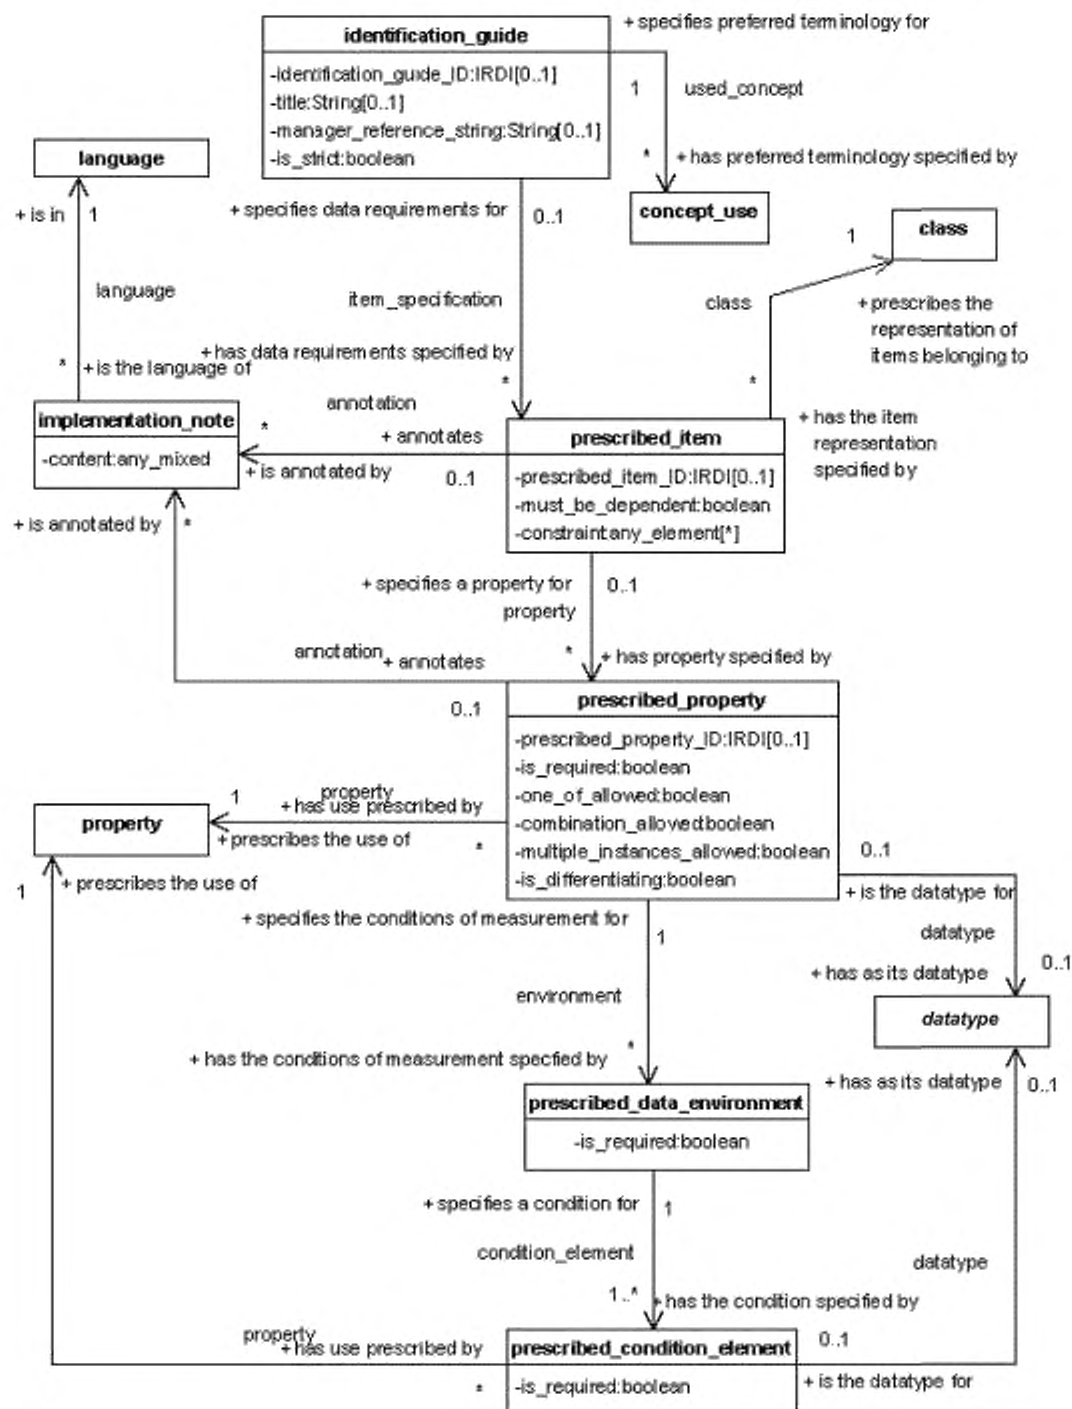 + specifies preferred terminology for
identification_guide
-identification_guide_ID:IRDI[0..1]
-title:String[0..1]
-manager_reference_string:String[0..1]
-is_strict:boolean
1
used_concept
*
+ has preferred terminology specified by
language
+ is in
1
+ specifies data requirements for
0..1
concept_use
class
1
language
item_specification
class
+ prescribes the
representation of
items belonging to
+ has data requirements specified by
*
+ is the language of
*
*
annotation
implementation_note
-content:any_mixed
*
+ annotates
+ is annotated by
0..1
prescribed_item
-prescribed_item_ID:IRDI[0..1]
-must_be_dependent:boolean
-constraint:any_element[*]
+ has the item
representation
specified by
+ is annotated by
*
+ specifies a property for
0..1
property
annotation
+ annotates
*
+ has property specified by
0..1
prescribed_property
-prescribed_property_ID:IRDI[0..1]
-is_required:boolean
-one_of_allowed:boolean
-combination_allowed:boolean
-multiple_instances_allowed:boolean
-is_differentiating:boolean
property
1
+ has use prescribed by
property
+ prescribes the use of
*
0..1
1
+ prescribes the use of
+ is the datatype for
+ specifies the conditions of measurement for
1
datatype
+ has as its datatype
0..1
environment
datatype
+ has the conditions of measurement specfied by
*
+ has as its datatype
0..1
prescribed_data_environment
-is_required:boolean
+ specifies a condition for
1
condition_element
datatype
1..*
+ has the condition specified by
property
+ has use prescribed by
prescribed_condition_element
0..1
*
-is_required:boolean
+ is the datatype for